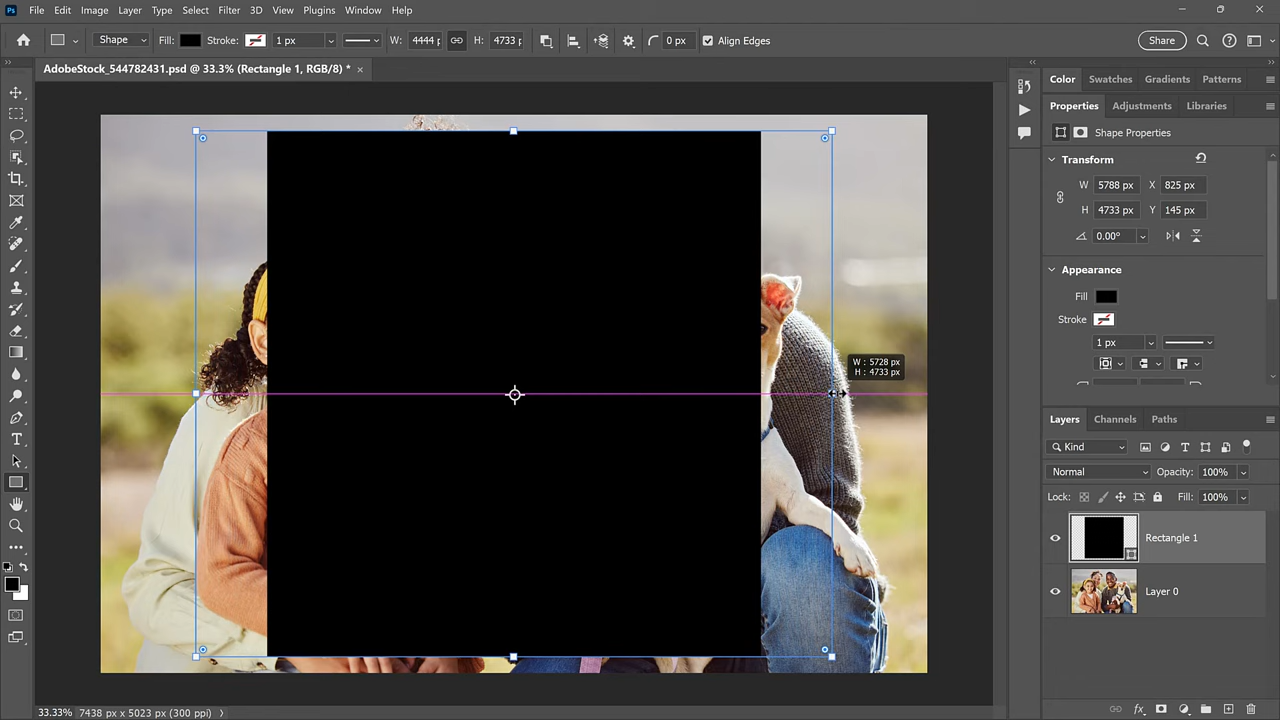 Ps File Edit Image Layer Type Select Filter 3D View Plugins Window Help
Shape Fill: Stroke: 1 px W: 4444 p H: 4733 p 0 px Align Edges Share
AdobeStock_544782431.psd @ 33.3% (Rectangle 1, RGB/8) *
Color Swatches Gradients Patterns
Properties Adjustments Libraries
Shape Properties
Transform
W 5788 px X 825 px
H 4733 px Y 145 px
0.00°
Appearance
Fill
Stroke
1 px
W : 5728 px
H : 4733 px
Layers Channels Paths
Kind
Normal Opacity: 100%
Lock: Fill: 100%
Rectangle 1
Layer 0
33.33% 7438 px x 5023 px (300 ppi)